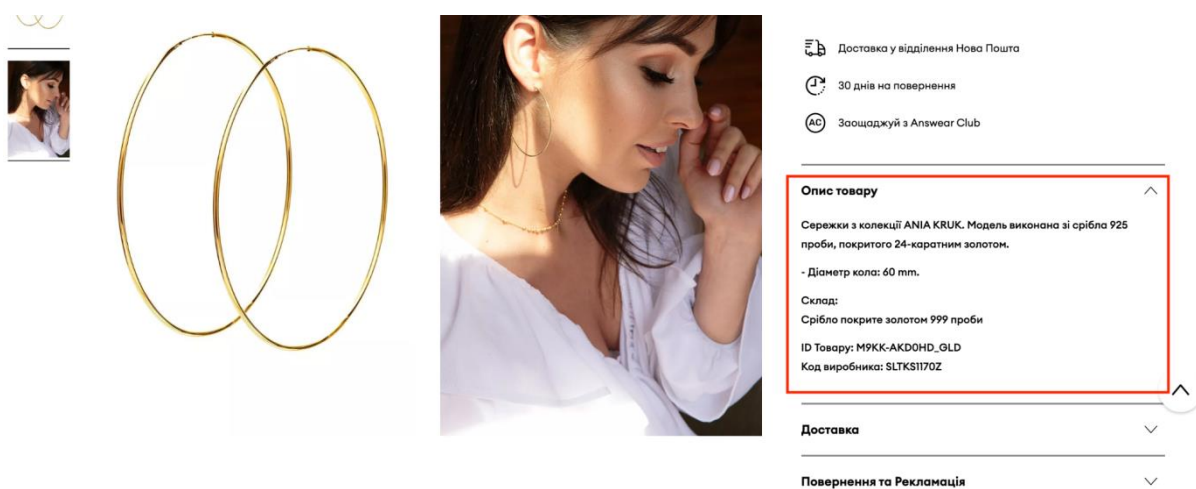 Доставка у відділення Нова Пошта
30 днів на повернення
AC
Заощаджуй з Answear Club
Опис товару
Сережки з колекції ANIA KRUK. Модель виконана зі срібла 925
проби, покритого 24-каратним золотом.
- Діаметр кола: 60 mm.
Склад:
Срібло покрите золотом 999 проби
ID Товару: M9KK-AKD0HD_GLD
Код виробника: SLTKS1170Z
Доставка
Повернення та Рекламація